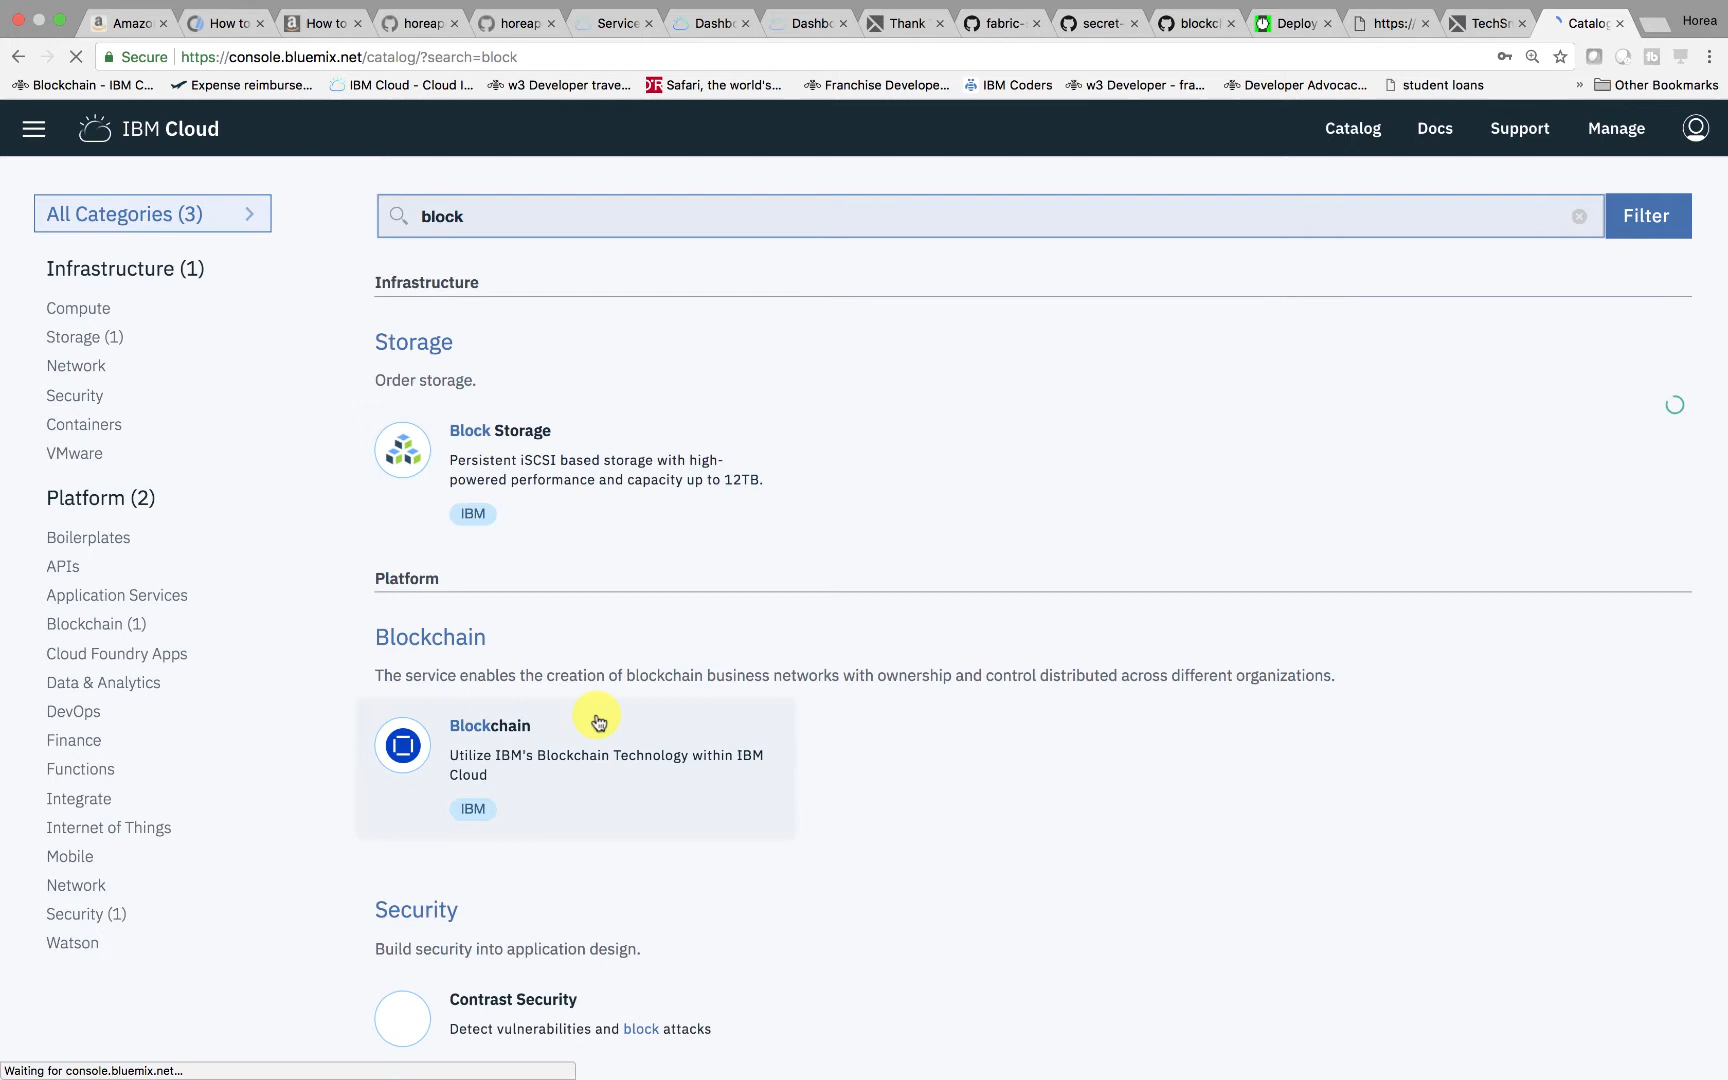 Amazo
How to
How to
horeap
horeap
Service
Dashbo
Dashbo
Thank
fabric-
secret-
blockcl
Deploy
https:/
TechSm
Catalog
Horea
Secure
https://console.bluemix.net/catalog/?search=block
Blockchain - IBM C...
Expense reimburse...
IBM Cloud - Cloud I...
w3 Developer trave...
Safari, the world's...
Franchise Develope...
IBM Coders
w3 Developer - fra...
Developer Advocac...
student loans
»
Other Bookmarks
IBM Cloud
Catalog
Docs
Support
Manage
All Categories (3)
block
Filter
Infrastructure (1)
Compute
Storage (1)
Network
Security
Containers
VMware
Platform (2)
Boilerplates
APIs
Application Services
Blockchain (1)
Cloud Foundry Apps
Data & Analytics
DevOps
Finance
Functions
Integrate
Internet of Things
Mobile
Network
Security (1)
Watson
Infrastructure
Storage
Order storage.
Block Storage
Persistent iSCSI based storage with high-
powered performance and capacity up to 12TB.
IBM
Platform
Blockchain
The service enables the creation of blockchain business networks with ownership and control distributed across different organizations.
Blockchain
Utilize IBM's Blockchain Technology within IBM
Cloud
IBM
Security
Build security into application design.
Contrast Security
Detect vulnerabilities and block attacks
Waiting for console.bluemix.net...